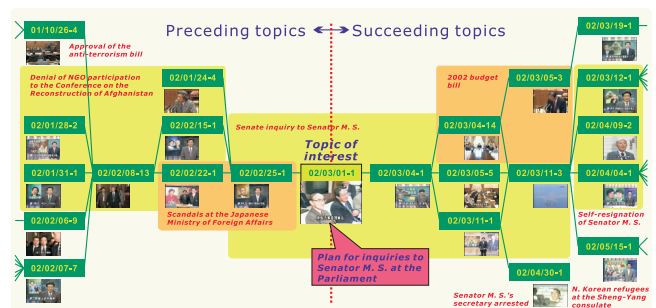 Preceding topics
Succeeding topics
01/10/26-4
Approval of the
anti-terrorism bill
Denial of NGO participation
to the Conference on the
Reconstruction of Afghanistan
02/01/24-4
02/01/28-2
02/02/15-1
Senate inquiry to Senator M. S.
02/01/31-1
02/02/08-13
02/02/22-1
02/02/25-1
Scandals at the Japanese
Ministry of Foreign Affairs
02/02/06-9
02/02/07-7
Topic of
interest
02/03/01-1
Plan for inquiries to
Senator M. S. at the
Parliament
02/03/04-1
2002 budget
bill
02/03/04-14
02/03/05-5
02/03/11-1
02/03/05-3
02/03/11-3
02/04/30-1
Senator M. S.'s
secretary arrested
02/03/19-1
02/03/12-1
02/04/09-2
02/04/04-1
Self-resignation
of Senator M. S.
02/05/15-1
N. Korean refugees
at the Sheng-Yang
consulate